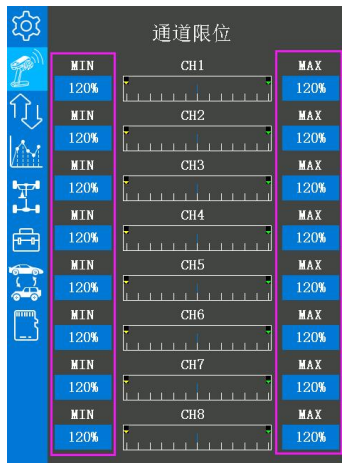 通道限位
MIN CH1 MAX
120% 120%
MIN CH2 MAX
120% 120%
MIN CH3 MAX
120% 120%
MIN CH4 MAX
120% 120%
MIN CH5 MAX
120% 120%
MIN CH6 MAX
120% 120%
MIN CH7 MAX
120% 120%
MIN CH8 MAX
120% 120%